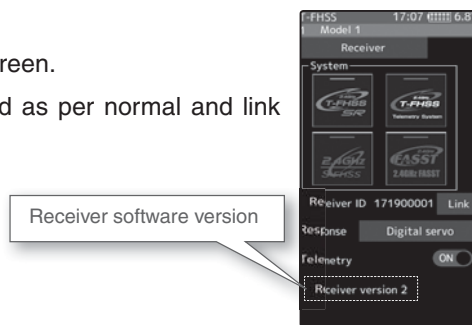 reen.
d as per normal and link
Receiver software version
T-FHSS 17:07 6.8
Model 1
Receiver
System
T-FHSS
SR
T-FHSS
Telemetry System
2.4GHz
S-FHSS
FASST
2.4GHz FASST
Receiver ID 171900001 Link
Response Digital servo
Telemetry ON
Receiver version 2